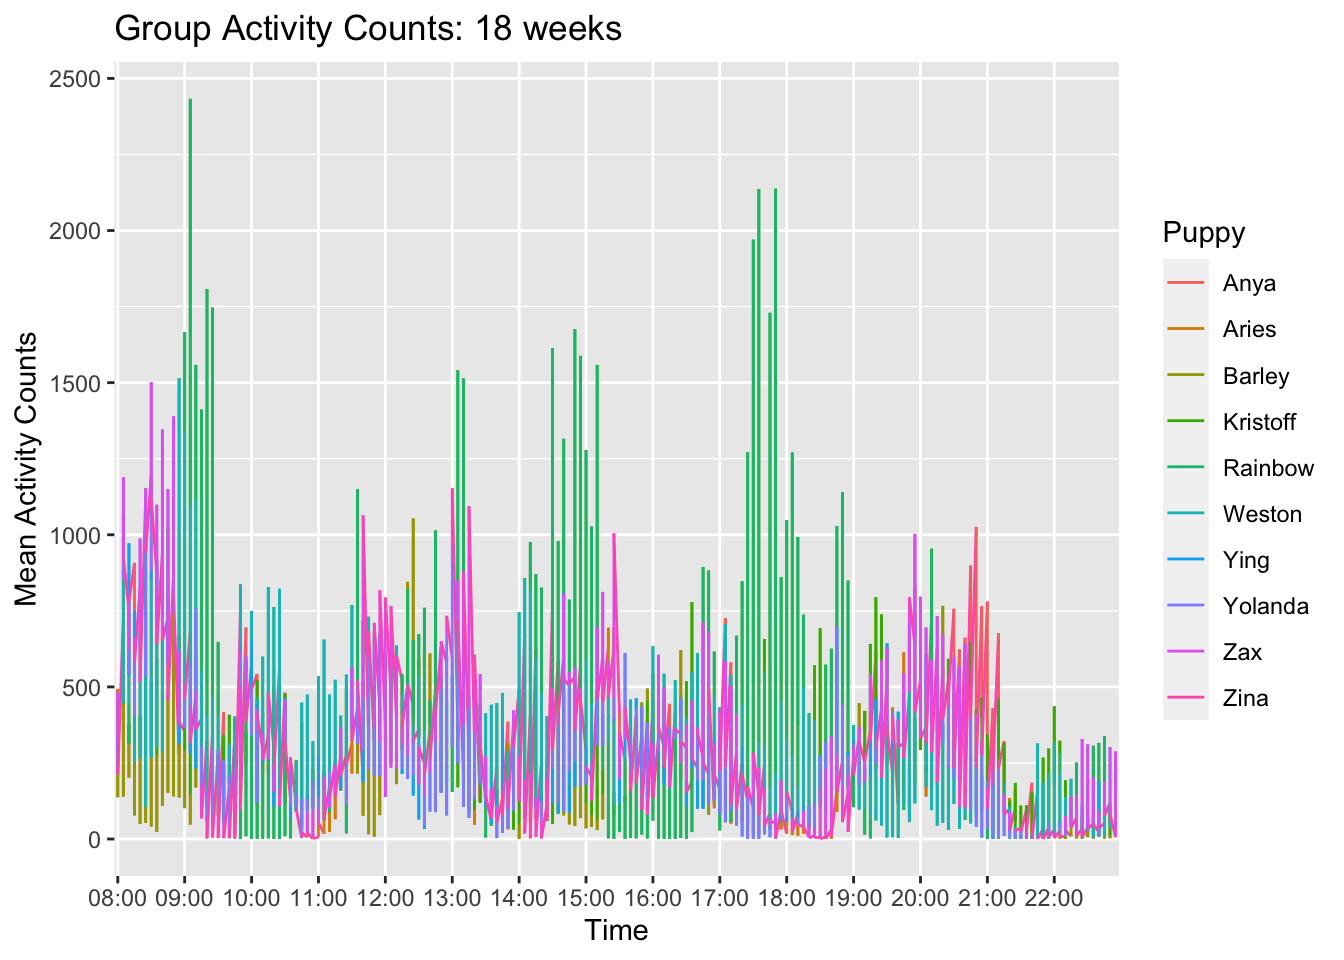 Group Activity Counts: 18 weeks
2500
2000
1500
1000
500
0
Mean Activity Counts
08:00 09:00 10:00 11:00 12:00 13:00 14:00 15:00 16:00 17:00 18:00 19:00 20:00 21:00 22:00
Time
Puppy
Anya
Aries
Barley
Kristoff
Rainbow
Weston
Ying
Yolanda
Zax
Zina